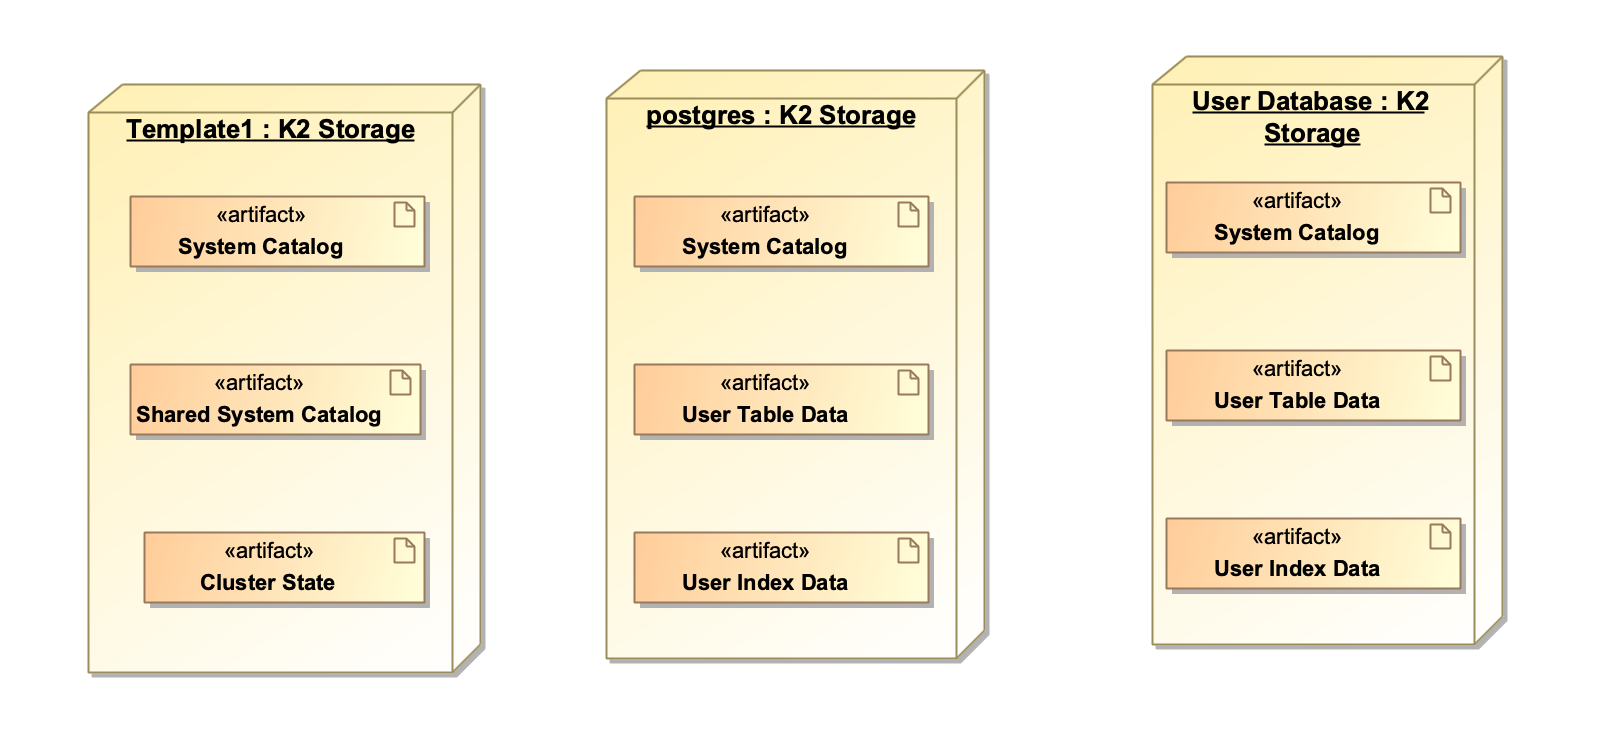 Template1 : K2 Storage
«artifact»
System Catalog
«artifact»
Shared System Catalog
«artifact»
Cluster State
postgres : K2 Storage
«artifact»
System Catalog
«artifact»
User Table Data
«artifact»
User Index Data
User Database : K2
Storage
«artifact»
System Catalog
«artifact»
User Table Data
«artifact»
User Index Data